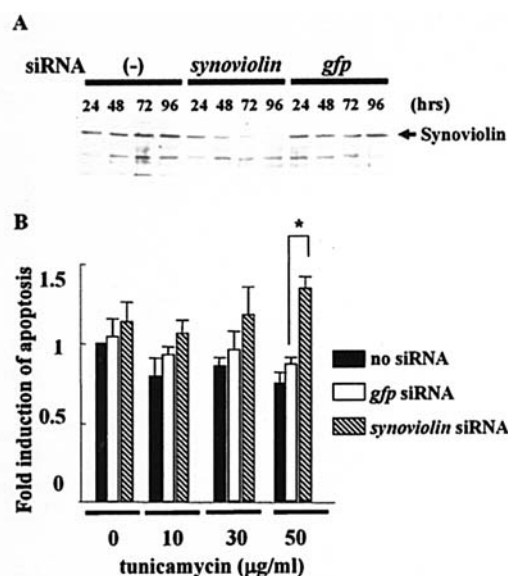 A
siRNA (-) synoviolin gfp
24 48 72 96 24 48 72 96 24 48 72 96 (hrs)
Synoviolin
B
*
Fold induction of apoptosis
1.5
1
0.5
0
no siRNA
gfp siRNA
synoviolin siRNA
0 10 30 50
tunicamycin (µg/ml)